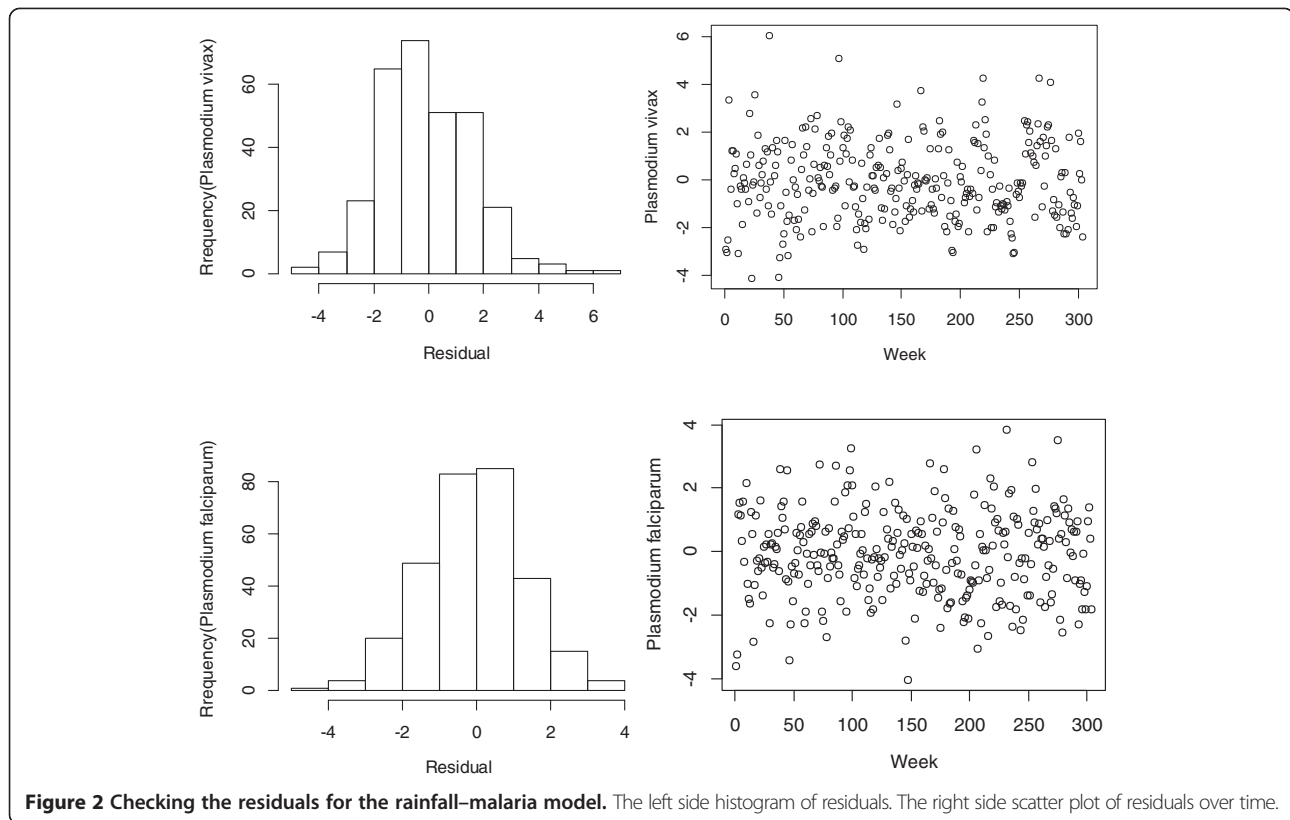 Rrequency(Plasmodium vivax)
60
40
20
0
-4 -2 0 2 4 6
Residual
Plasmodium vivax
6
4
2
0
-2
-4
0 50 100 150 200 250 300
Week
Rrequency(Plasmodium falciparum)
80
60
40
20
0
-4 -2 0 2 4
Residual
Plasmodium falciparum
4
2
0
-2
-4
0 50 100 150 200 250 300
Week
Figure 2 Checking the residuals for the rainfall–malaria model. The left side histogram of residuals. The right side scatter plot of residuals over time.